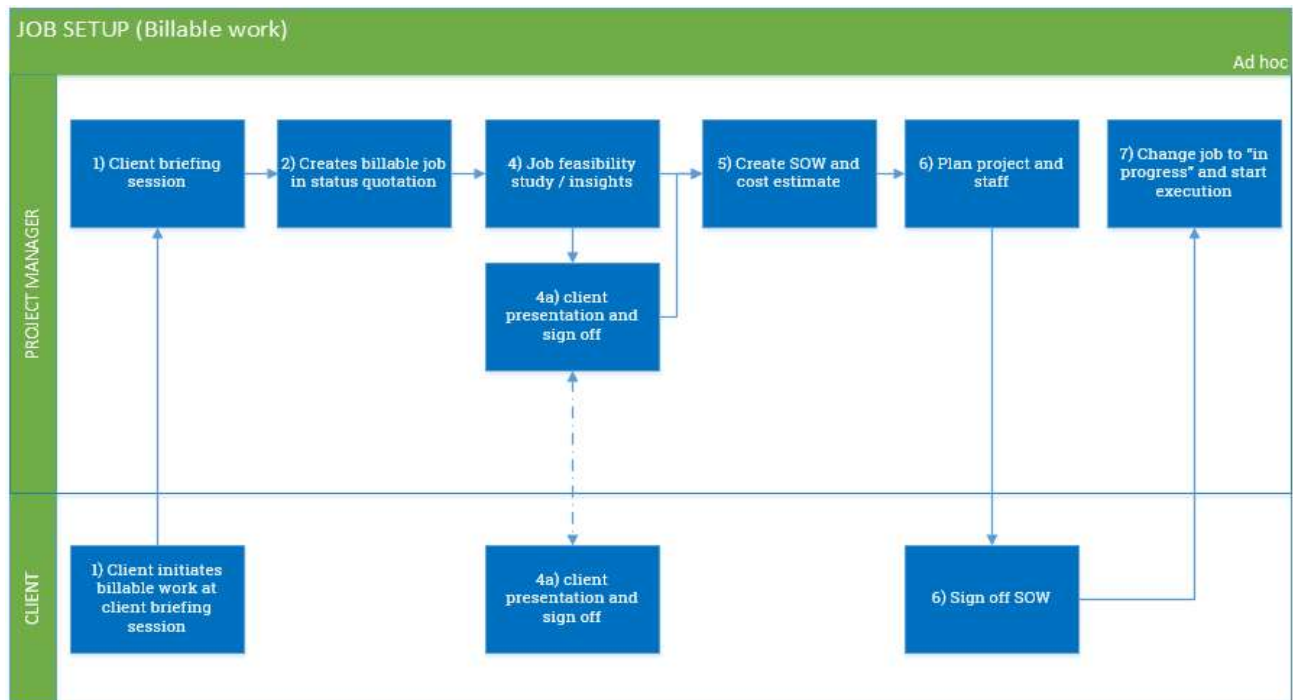 JOB SETUP (Billable work)
Ad hoc
PROJECT MANAGER
1) Client briefing
session
2) Creates billable job
in status quotation
4) Job feasibility
study / insights
5) Create SOW and
cost estimate
6) Plan project and
staff
7) Change job to "in
progress" and start
execution
4a) client
presentation and
sign off
CLIENT
1) Client initiates
billable work at
client briefing
session
4a) client
presentation and
sign off
6) Sign off SOW